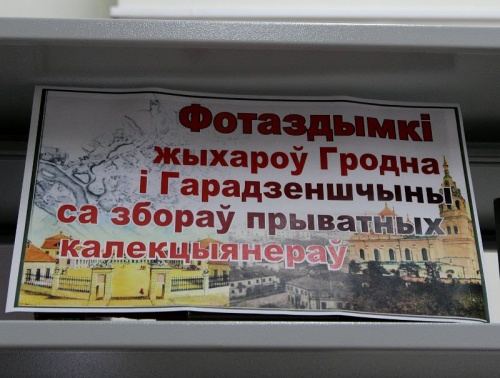 Фотаздымкі
жыхароў Гродна
і Гарадзеншчыны
са збораў прыватных
калекцыянераў